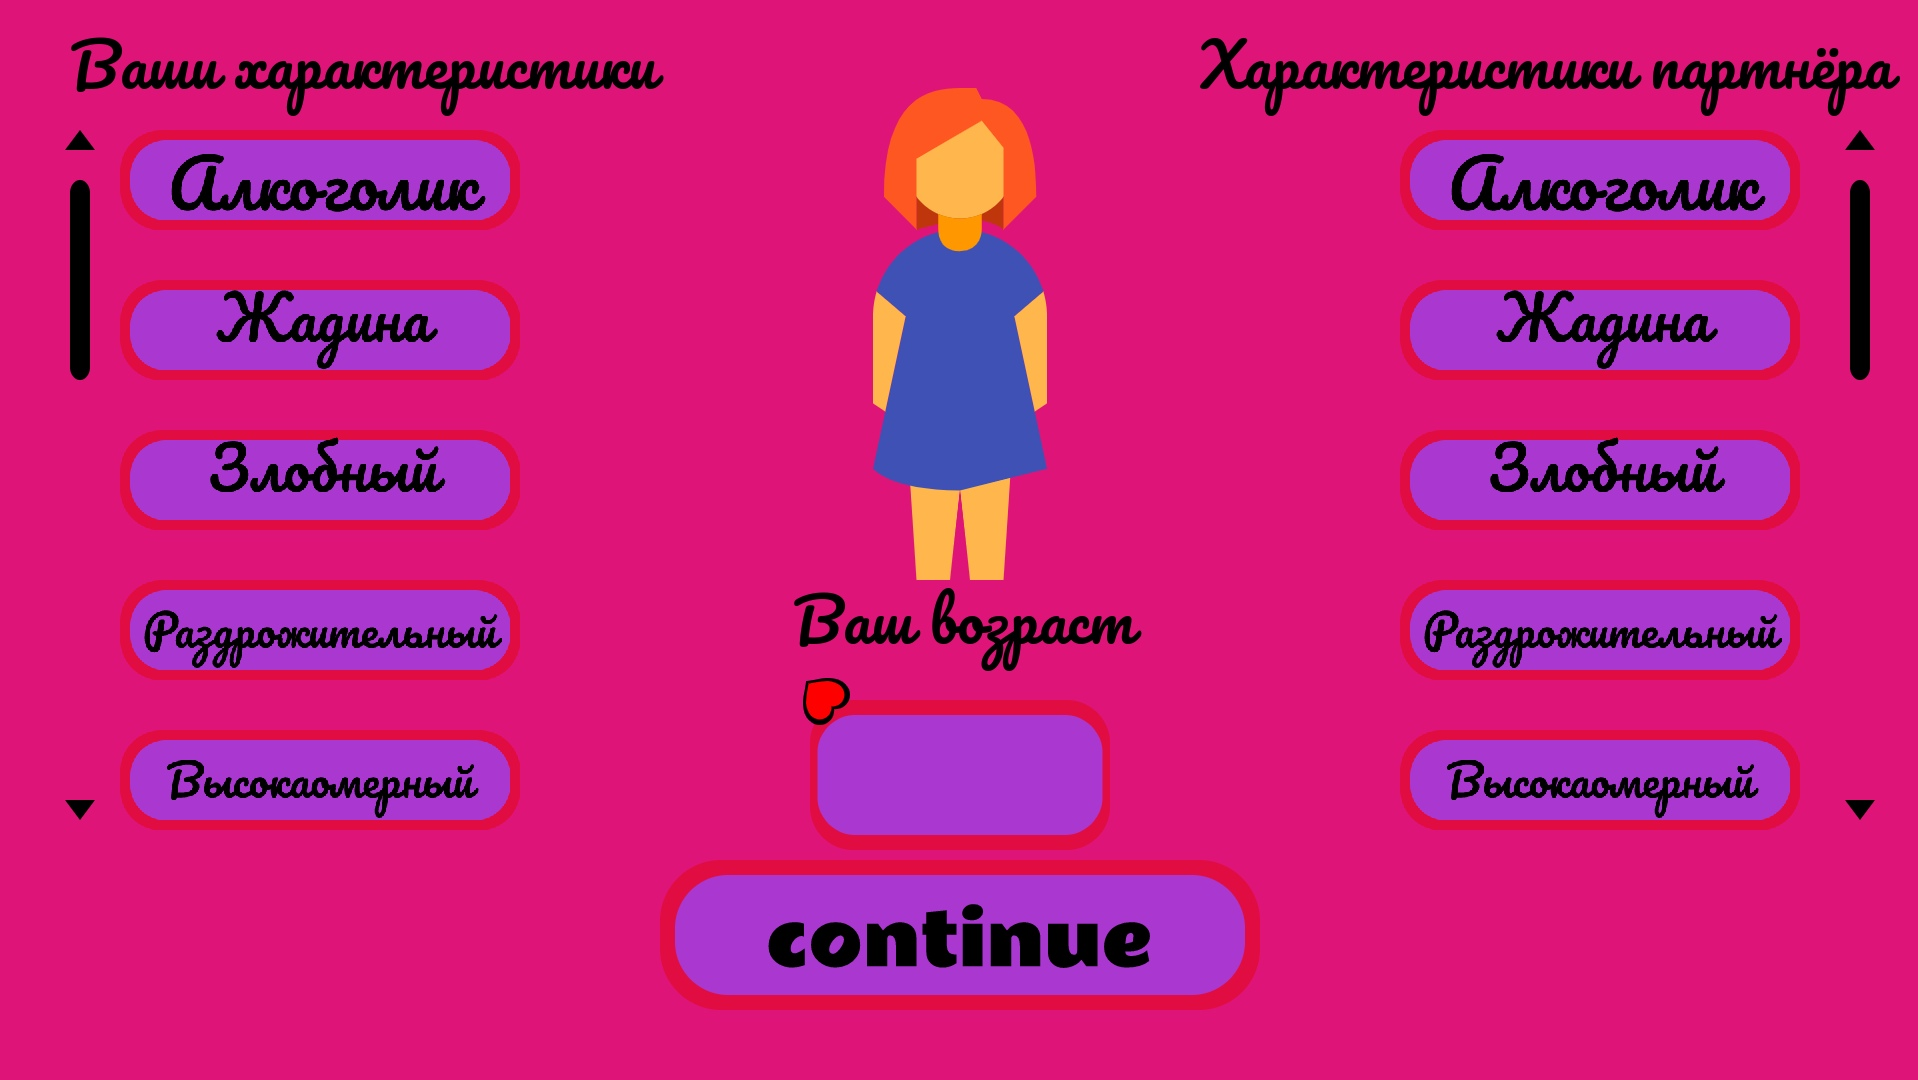 Ваши характеристики
Алкоголик
Жадина
Злобный
Раздрожительный
Высокаомерный
Ваш возраст
continue
Характеристики партнёра
Алкоголик
Жадина
Злобный
Раздрожительный
Высокаомерный